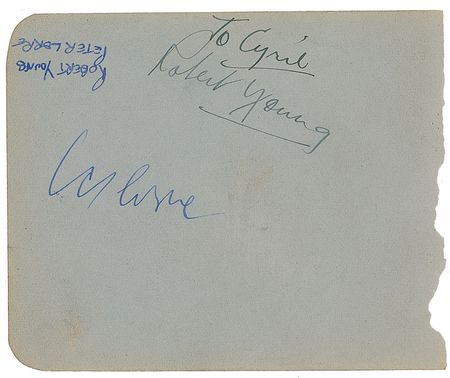 To Cyril
Robert Young
ROBERT YOUNG
PETER LORRE